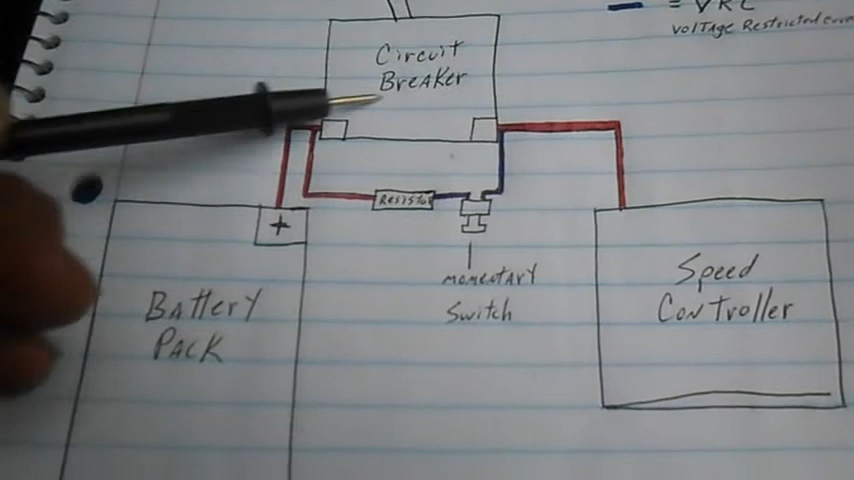 = VRC
Voltage Restricted
Circuit
Breaker
Resistor
+
momentary
Switch
Battery
Pack
Speed
Controller